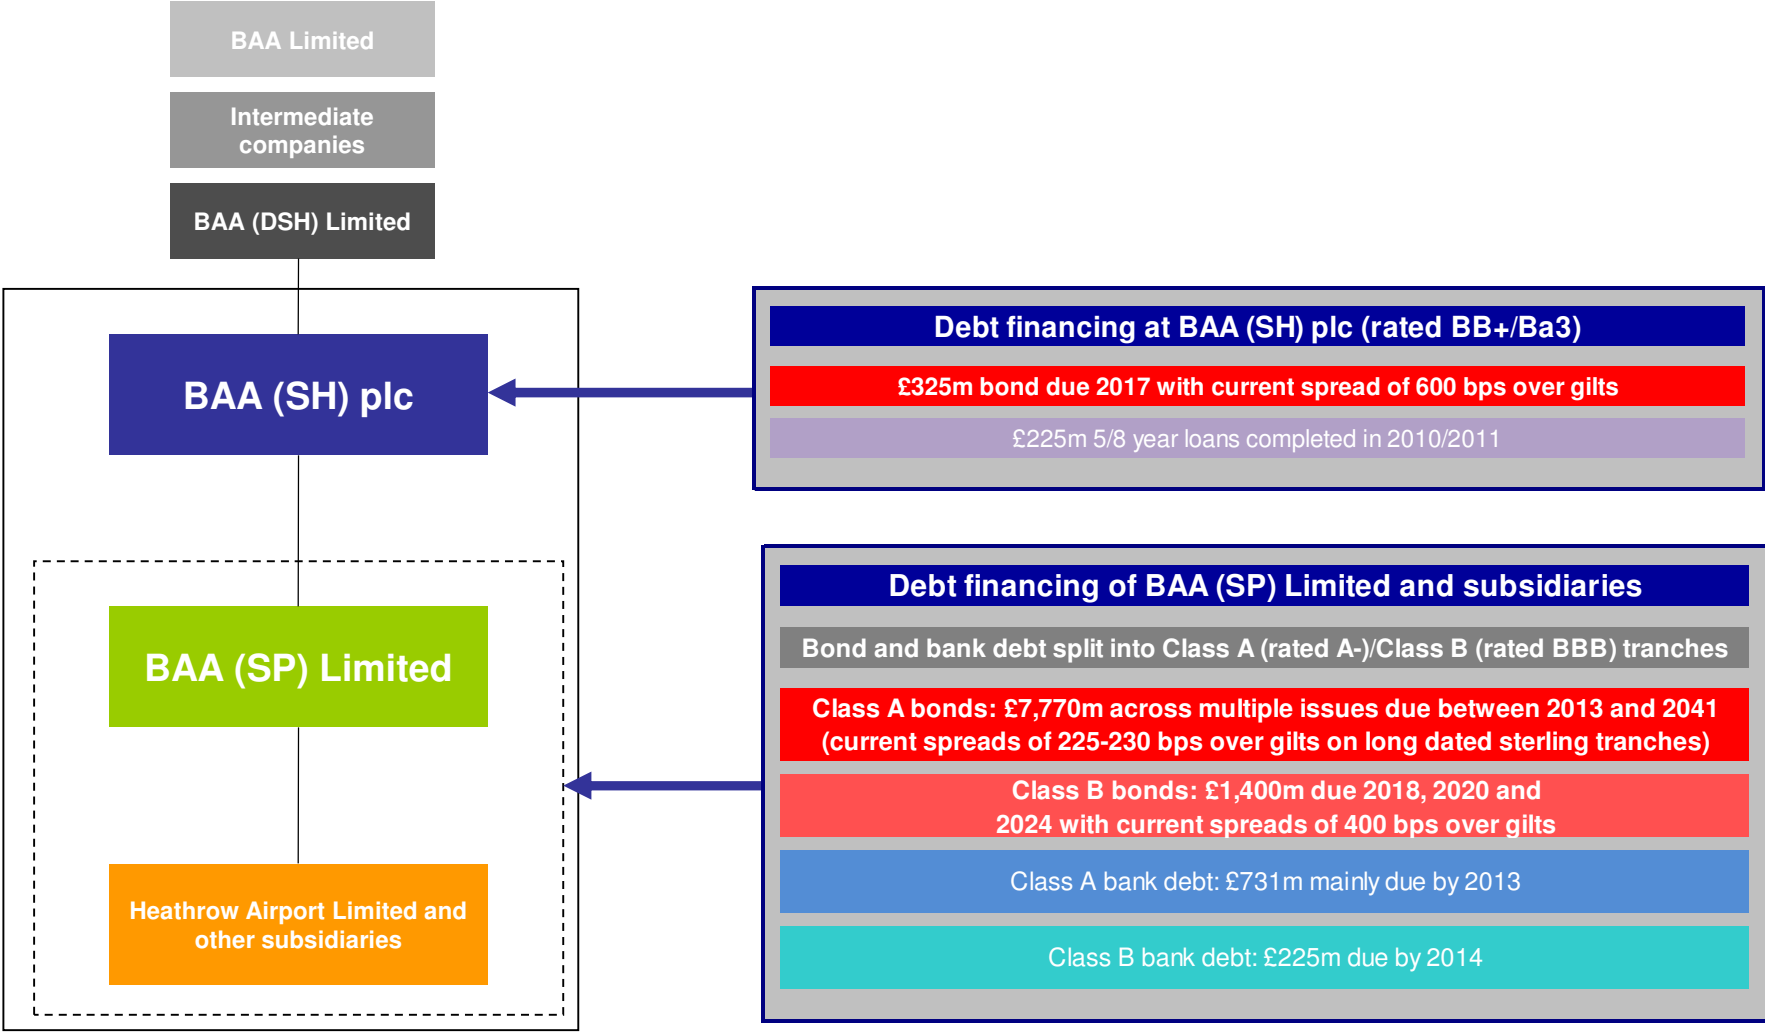 BAA Limited
Intermediate
companies
BAA (DSH) Limited
BAA (SH) plc
BAA (SP) Limited
Heathrow Airport Limited and
other subsidiaries
Debt financing at BAA (SH) plc (rated BB+/Ba3)
£325m bond due 2017 with current spread of 600 bps over gilts
£225m 5/8 year loans completed in 2010/2011
Debt financing of BAA (SP) Limited and subsidiaries
Bond and bank debt split into Class A (rated A-)/Class B (rated BBB) tranches
Class A bonds: £7,770m across multiple issues due between 2013 and 2041
(current spreads of 225-230 bps over gilts on long dated sterling tranches)
Class B bonds: £1,400m due 2018, 2020 and
2024 with current spreads of 400 bps over gilts
Class A bank debt: £731m mainly due by 2013
Class B bank debt: £225m due by 2014